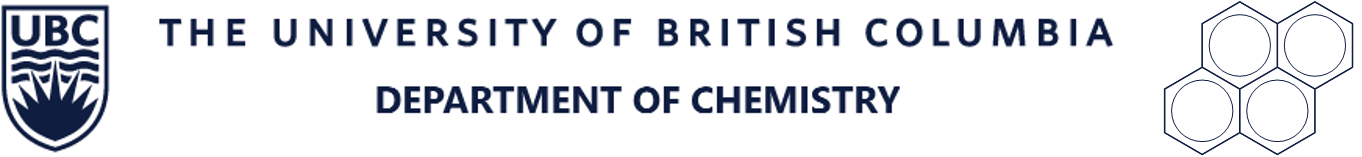 UBC
THE UNIVERSITY OF BRITISH COLUMBIA
DEPARTMENT OF CHEMISTRY